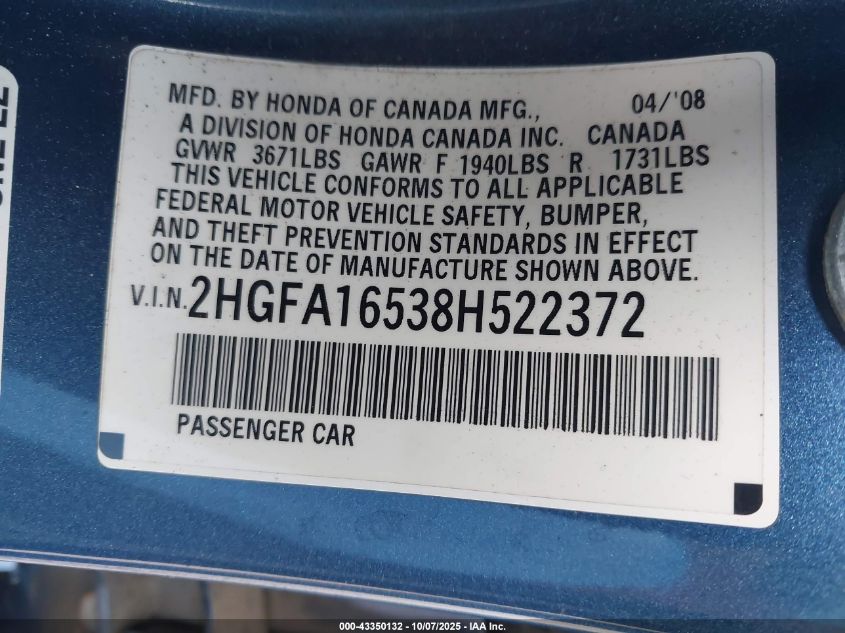 MFD. BY HONDA OF CANADA MFG., 04/'08
A DIVISION OF HONDA CANADA INC. CANADA
GVWR 3671LBS GAWR F 1940LBS R 1731LBS
THIS VEHICLE CONFORMS TO ALL APPLICABLE
FEDERAL MOTOR VEHICLE SAFETY, BUMPER,
AND THEFT PREVENTION STANDARDS IN EFFECT
ON THE DATE OF MANUFACTURE SHOWN ABOVE.
V.I.N. 2HGFA16538H522372
PASSENGER CAR
000-43350132 - 10/07/2025 - IAA, Inc.